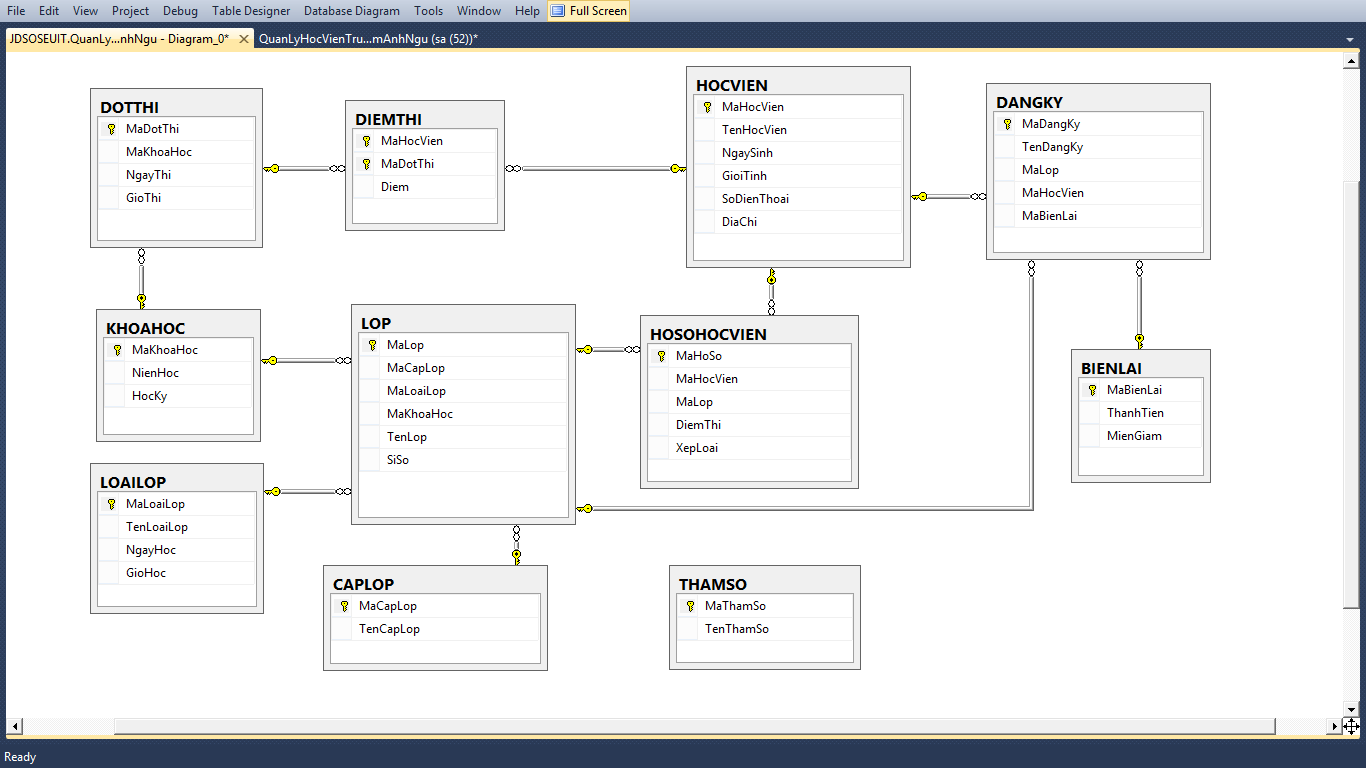 File Edit View Project Debug Table Designer Database Diagram Tools Window Help Full Screen
JDSOSEUIT.QuanLy...nhNgu - Diagram_0* QuanLyHocVienTru...mAnhNgu (sa (52))*
DOTTHI
MaDotThi
MaKhoaHoc
NgayThi
GioThi
DIEMTHI
MaHocVien
MaDotThi
Diem
HOCVIEN
MaHocVien
TenHocVien
NgaySinh
GioiTinh
SoDienThoai
DiaChi
DANGKY
MaDangKy
TenDangKy
MaLop
MaHocVien
MaBienLai
KHOAHOC
MaKhoaHoc
NienHoc
HocKy
LOP
MaLop
MaCapLop
MaLoaiLop
MaKhoaHoc
TenLop
SiSo
HOSOHOCVIEN
MaHoSo
MaHocVien
MaLop
DiemThi
XepLoai
BIENLAI
MaBienLai
ThanhTien
MienGiam
LOAILOP
MaLoaiLop
TenLoaiLop
NgayHoc
GioHoc
CAPLOP
MaCapLop
TenCapLop
THAMSO
MaThamSo
TenThamSo
Ready